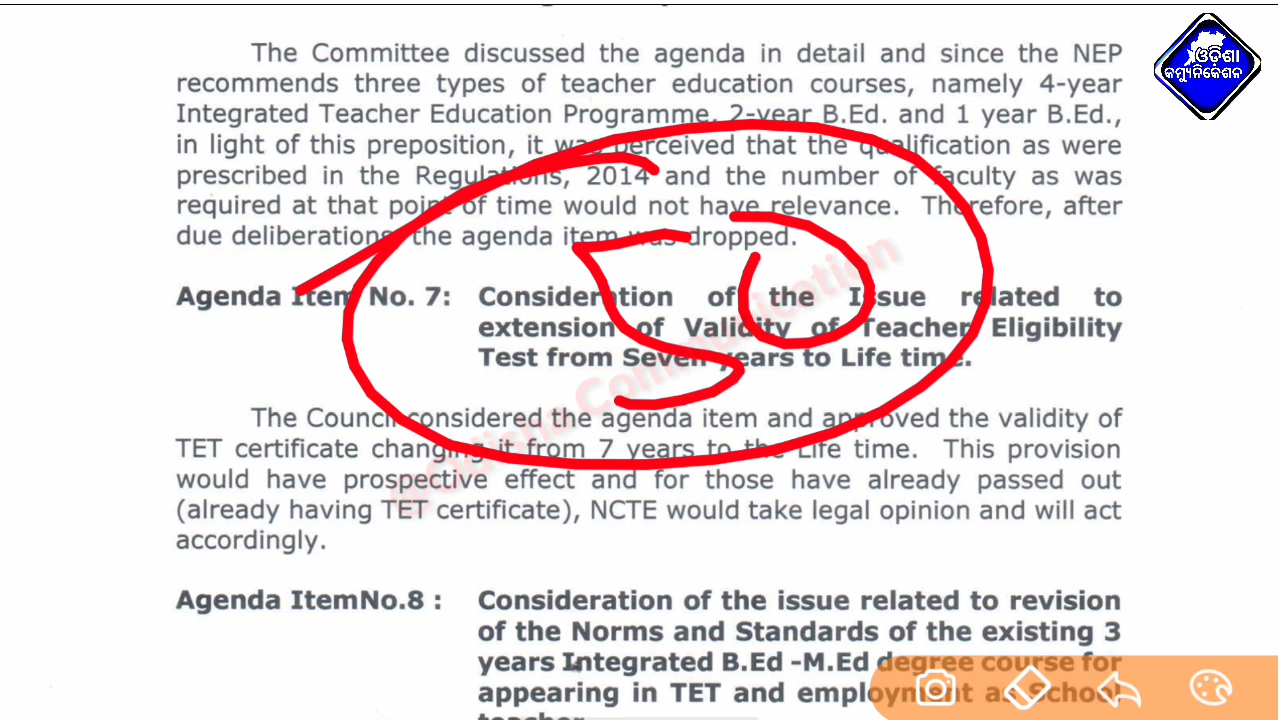 The Committee discussed the agenda in detail and since the NEP
recommends three types of teacher education courses, namely 4-year
Integrated Teacher Education Programme, 2-year B.Ed. and 1 year B.Ed.,
in light of this preposition, it was perceived that the qualification as were
prescribed in the Regulations, 2014 and the number of faculty as was
required at that point of time would not have relevance. Therefore, after
due deliberations, the agenda item was dropped.
Agenda Item No. 7: Consideration of the Issue related to
extension of Validity of Teacher Eligibility
Test from Seven years to Life time.
The Council considered the agenda item and approved the validity of
TET certificate changing it from 7 years to the Life time. This provision
would have prospective effect and for those have already passed out
(already having TET certificate), NCTE would take legal opinion and will act
accordingly.
Agenda ItemNo.8 : Consideration of the issue related to revision
of the Norms and Standards of the existing 3
years Integrated B.Ed -M.Ed degree course for
appearing in TET and employment as School
teacher
ଓଡ଼ିଶା
କମ୍ୟୁନିକେଶନ
@Odisha Communication